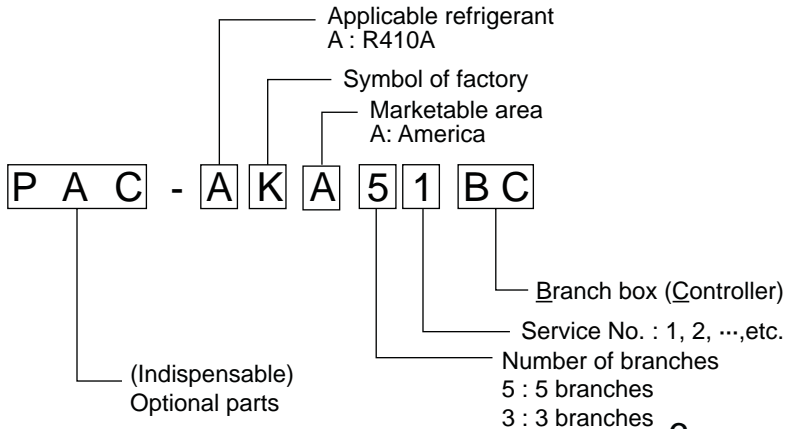 Applicable refrigerant
A : R410A
Symbol of factory
Marketable area
A: America
P A C - A K A 5 1 B C
Branch box (Controller)
Service No. : 1, 2, ···,etc.
Number of branches
5 : 5 branches
3 : 3 branches
(Indispensable)
Optional parts